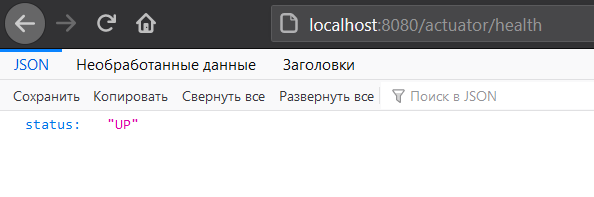 localhost:8080/actuator/health
JSON Необработанные данные Заголовки
Сохранить Копировать Свернуть все Развернуть все Поиск в JSON
status: "UP"